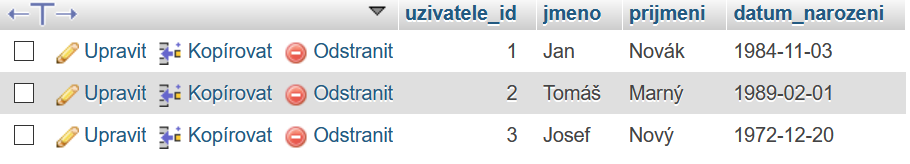 uzivatele_id jmeno prijmeni datum_narozeni
Upravit Kopírovat Odstranit 1 Jan Novák 1984-11-03
Upravit Kopírovat Odstranit 2 Tomáš Marný 1989-02-01
Upravit Kopírovat Odstranit 3 Josef Nový 1972-12-20